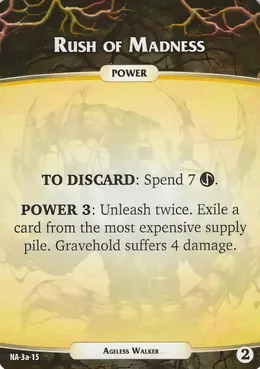 RUSH OF MADNESS
POWER
TO DISCARD: Spend 7 .
POWER 3: Unleash twice. Exile a
card from the most expensive supply
pile. Gravehold suffers 4 damage.
AGELESS WALKER
NA-3a-15
2